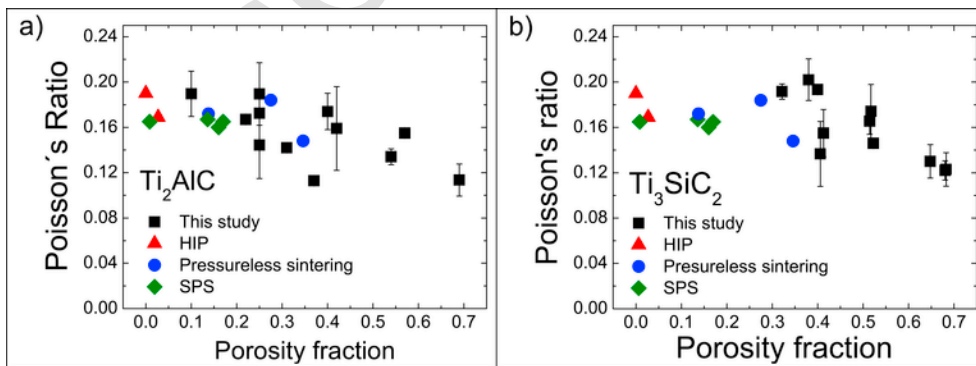 a)
0.24
0.20
0.16
0.12
0.08
0.04
0.00
Poisson´s Ratio
Ti2AlC
This study
HIP
Pressureless sintering
SPS
0.0 0.1 0.2 0.3 0.4 0.5 0.6 0.7
Porosity fraction
b)
0.24
0.20
0.16
0.12
0.08
0.04
0.00
Poisson's ratio
Ti3SiC2
This study
HIP
Presureless sintering
SPS
0.0 0.1 0.2 0.3 0.4 0.5 0.6 0.7
Porosity fraction